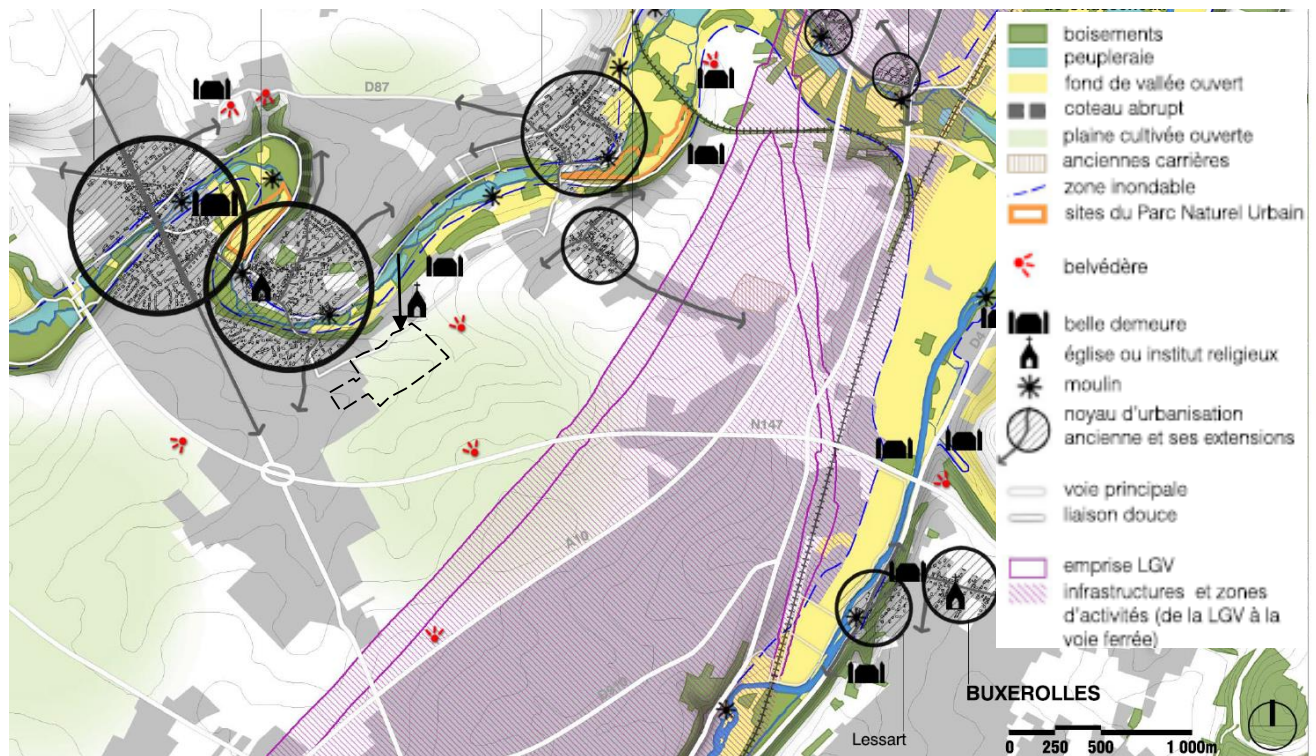 D87
N147
A10
D910
D4
BUXEROLLES
Lessart
boisements
peupleraie
fond de vallée ouvert
coteau abrupt
plaine cultivée ouverte
anciennes carrières
zone inondable
sites du Parc Naturel Urbain
belvédère
belle demeure
église ou institut religieux
moulin
noyau d'urbanisation
ancienne et ses extensions
voie principale
liaison douce
emprise LGV
infrastructures et zones
d'activités (de la LGV à la
voie ferrée)
0 250 500 1 000m